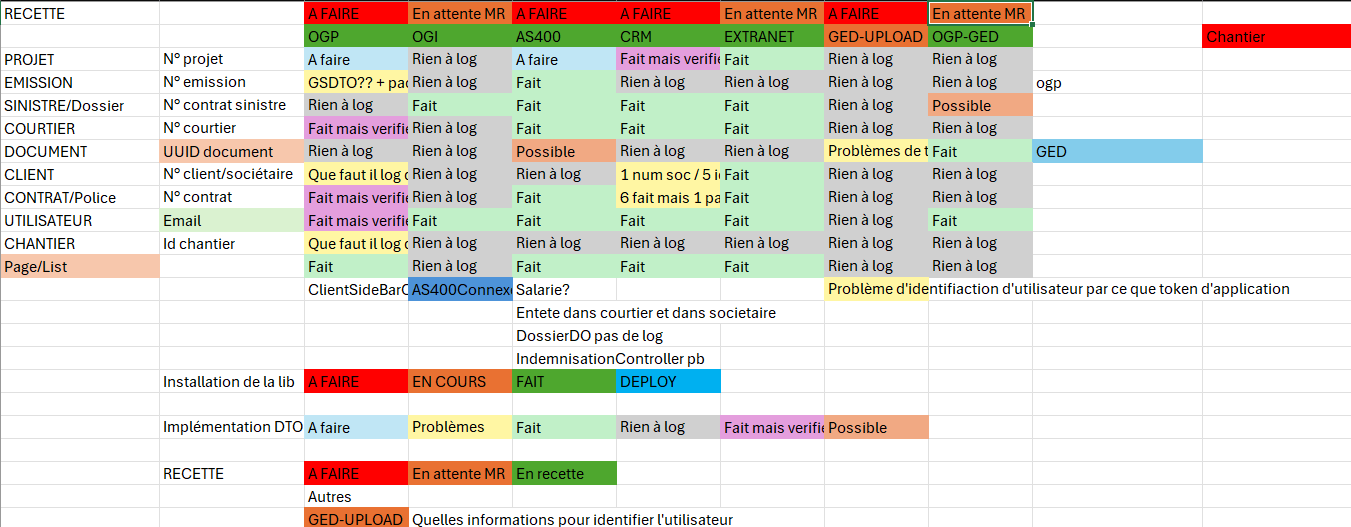 RECETTE A FAIRE En attente MR A FAIRE A FAIRE En attente MR A FAIRE En attente MR
OGP OGI AS400 CRM EXTRANET GED-UPLOAD OGP-GED Chantier
PROJET N° projet A faire Rien à log A faire Fait mais verifie Fait Rien à log Rien à log
EMISSION N° emission GSDTO?? + pac Rien à log Fait Rien à log Rien à log Rien à log Rien à log ogp
SINISTRE/Dossier N° contrat sinistre Rien à log Fait Fait Fait Fait Rien à log Possible
COURTIER N° courtier Fait mais verifie Rien à log Fait Fait Fait Rien à log Rien à log
DOCUMENT UUID document Rien à log Rien à log Possible Rien à log Rien à log Problèmes de t Fait GED
CLIENT N° client/sociétaire Que faut il log Rien à log Rien à log 1 num soc / 5 Fait Rien à log Rien à log
CONTRAT/Police N° contrat Fait mais verifie Rien à log Fait 6 fait mais 1 pa Fait Rien à log Rien à log
UTILISATEUR Email Fait mais verifie Fait Fait Fait Fait Rien à log Fait
CHANTIER Id chantier Que faut il log Rien à log Rien à log Rien à log Rien à log Rien à log Rien à log
Page/List Fait Rien à log Fait Fait Fait Rien à log Rien à log
ClientSideBarC AS400Connex Salarie? Problème d'identifiaction d'utilisateur par ce que token d'application
Entete dans courtier et dans societaire
DossierDO pas de log
IndemnisationController pb
Installation de la lib A FAIRE EN COURS FAIT DEPLOY
Implémentation DTO A faire Problèmes Fait Rien à log Fait mais verifie Possible
RECETTE A FAIRE En attente MR En recette
Autres
GED-UPLOAD Quelles informations pour identifier l'utilisateur